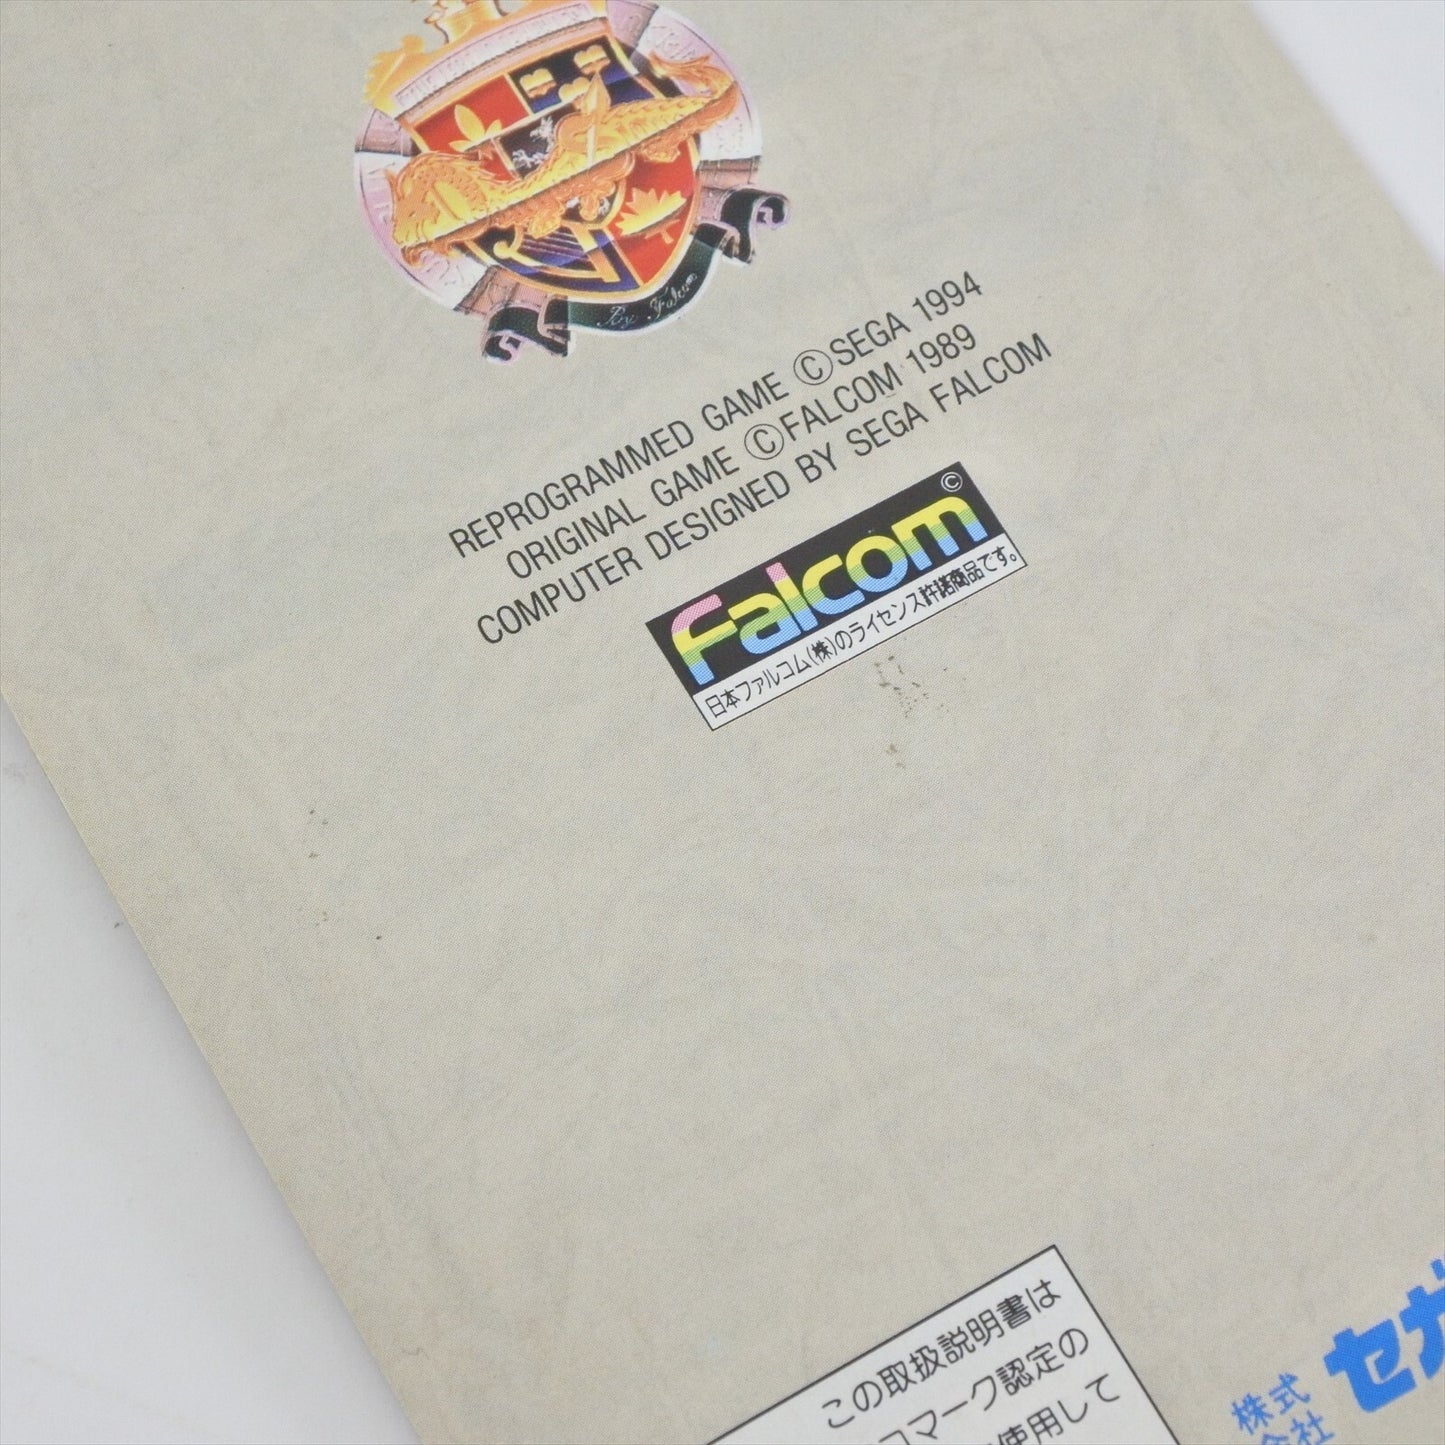 By Falcom
REPROGRAMMED GAME ©SEGA 1994
ORIGINAL GAME ©FALCOM 1989
COMPUTER DESIGNED BY SEGA FALCOM
Falcom ©
日本ファルコム(株)のライセンス許諾商品です。
この取扱説明書は
コマーク認定の
使用して
株式
会社
セガ